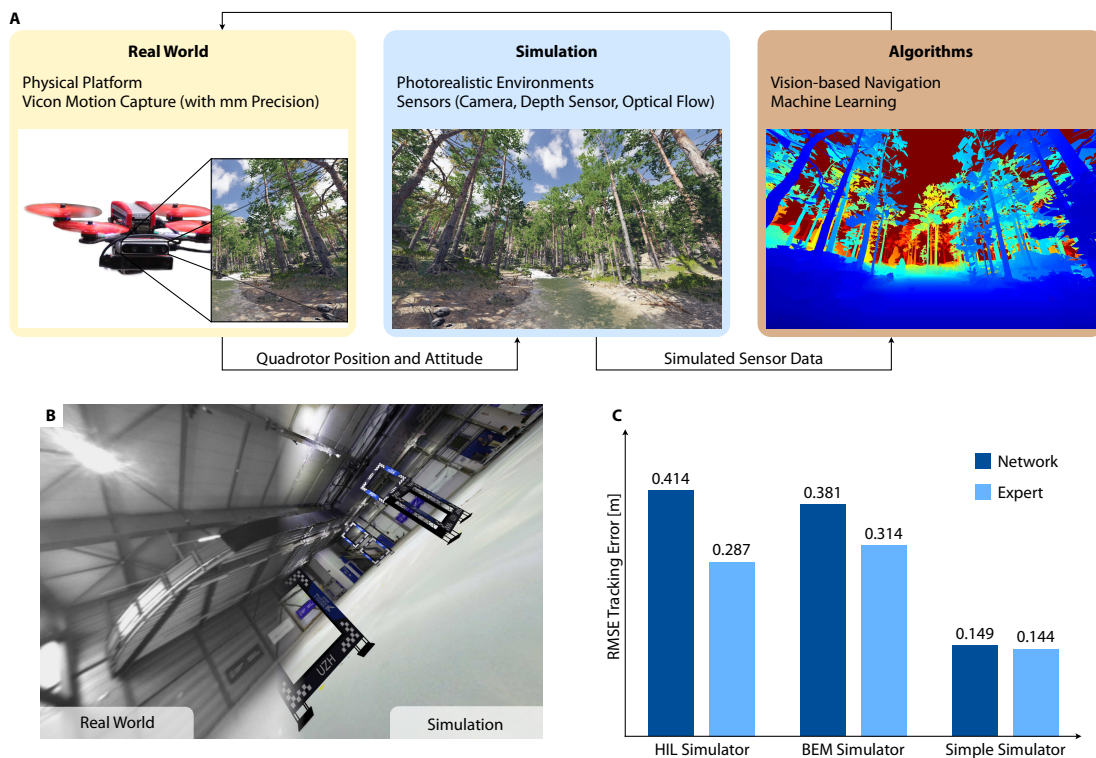 A
Real World
Physical Platform
Vicon Motion Capture (with mm Precision)
Simulation
Photorealistic Environments
Sensors (Camera, Depth Sensor, Optical Flow)
Algorithms
Vision-based Navigation
Machine Learning
Quadrotor Position and Attitude
Simulated Sensor Data
B
UZH
Real World
Simulation
C
RMSE Tracking Error [m]
Network
Expert
0.414
0.287
0.381
0.314
0.149
0.144
HIL Simulator
BEM Simulator
Simple Simulator